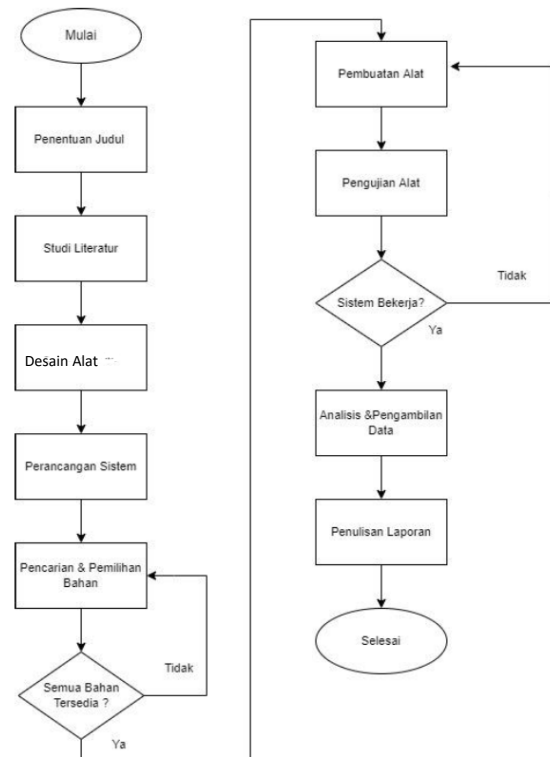 Mulai
Penentuan Judul
Studi Literatur
Desain Alat
Perancangan Sistem
Pencarian & Pemilihan
Bahan
Tidak
Semua Bahan
Tersedia ?
Ya
Pembuatan Alat
Pengujian Alat
Tidak
Sistem Bekerja?
Ya
Analisis &Pengambilan
Data
Penulisan Laporan
Selesai